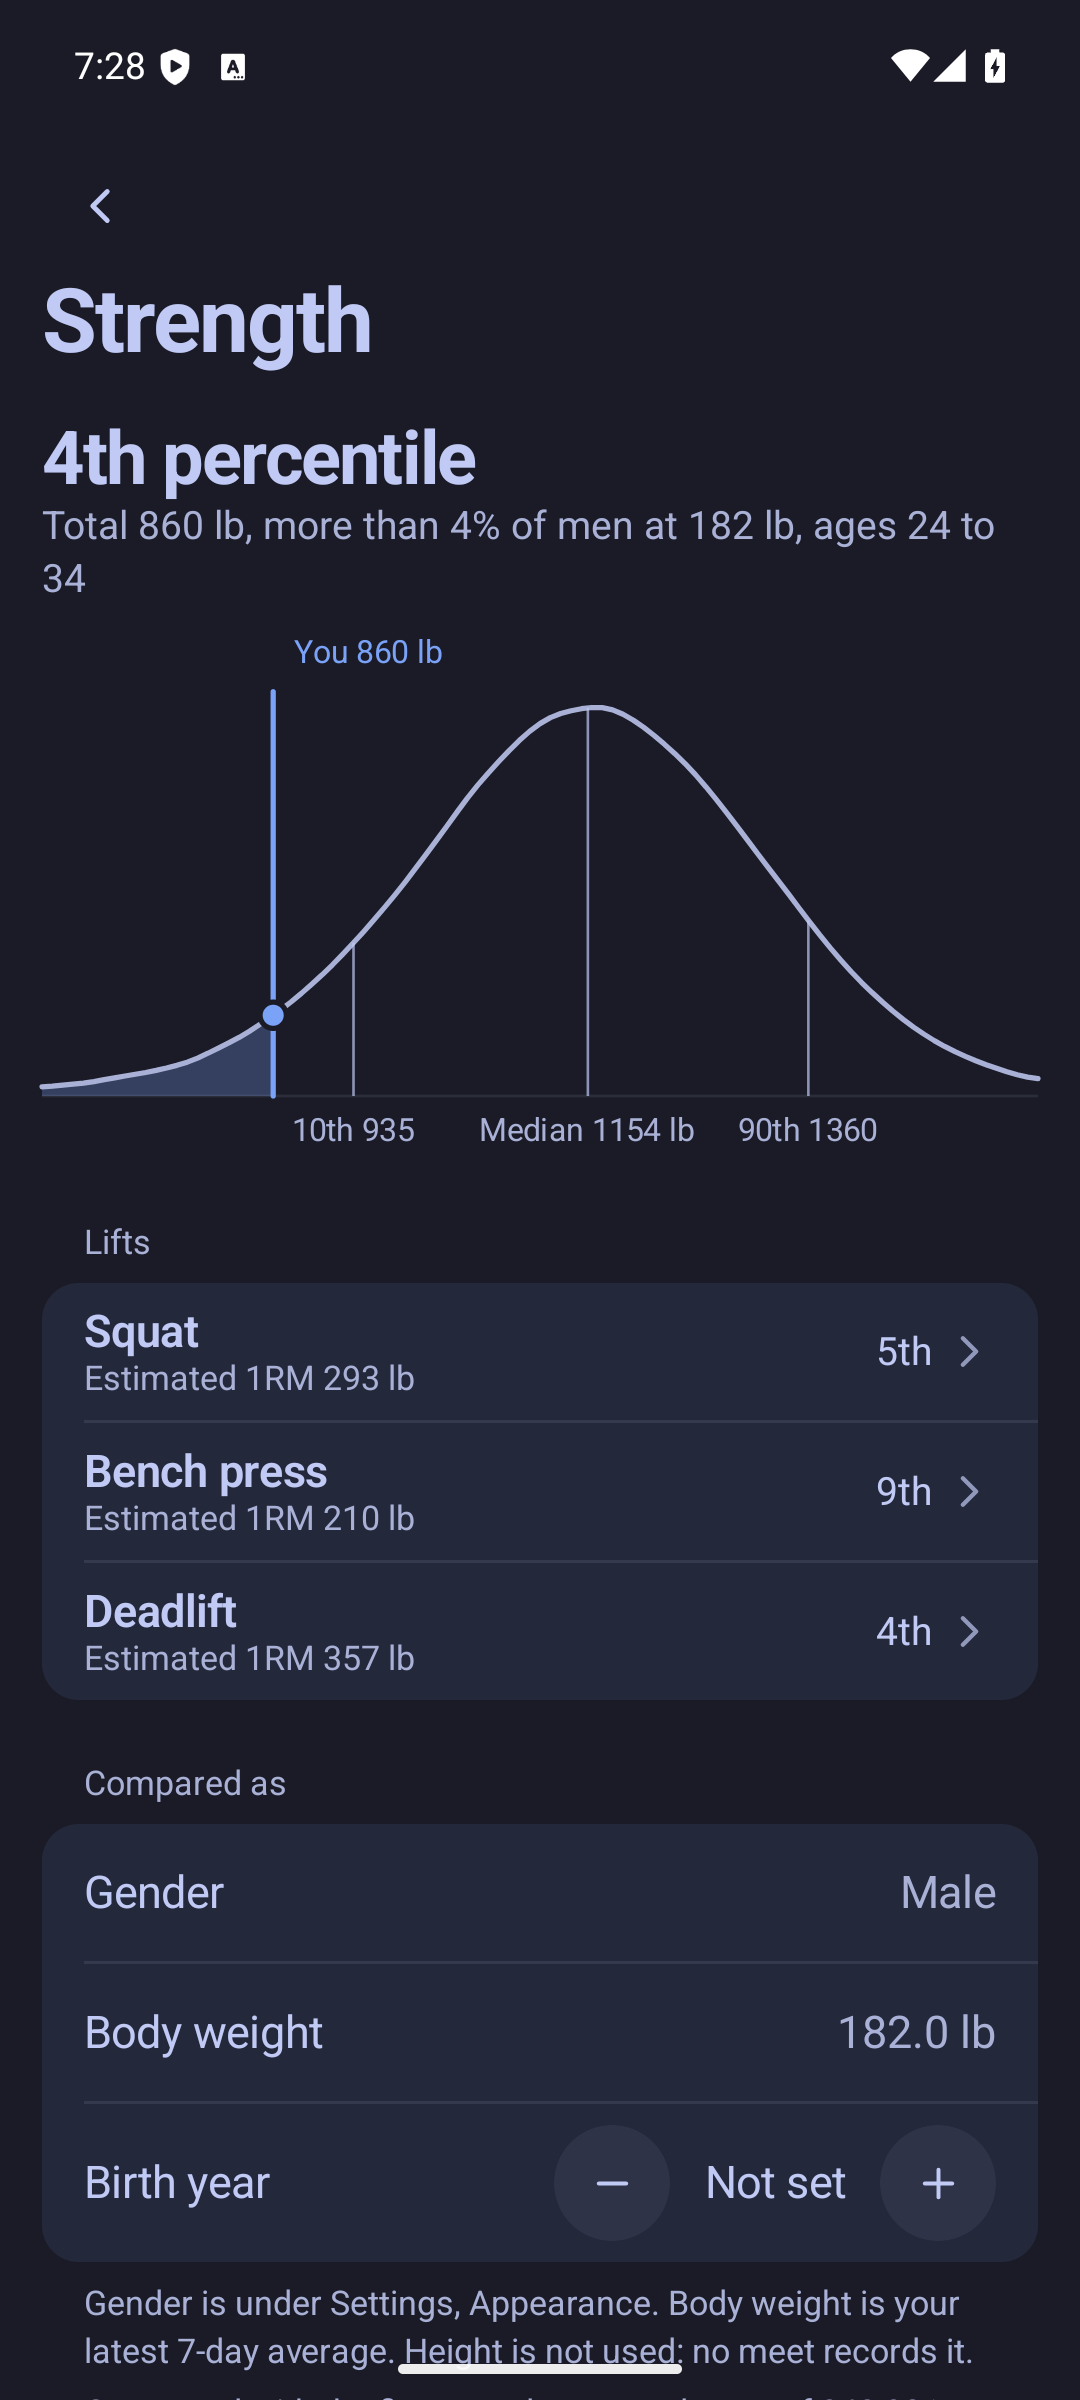 7:28
Strength
4th percentile
Total 860 lb, more than 4% of men at 182 lb, ages 24 to
34
You 860 lb
10th 935 Median 1154 lb 90th 1360
Lifts
Squat
Estimated 1RM 293 lb
5th
Bench press
Estimated 1RM 210 lb
9th
Deadlift
Estimated 1RM 357 lb
4th
Compared as
Gender Male
Body weight 182.0 lb
Birth year − Not set +
Gender is under Settings, Appearance. Body weight is your
latest 7-day average. Height is not used: no meet records it.